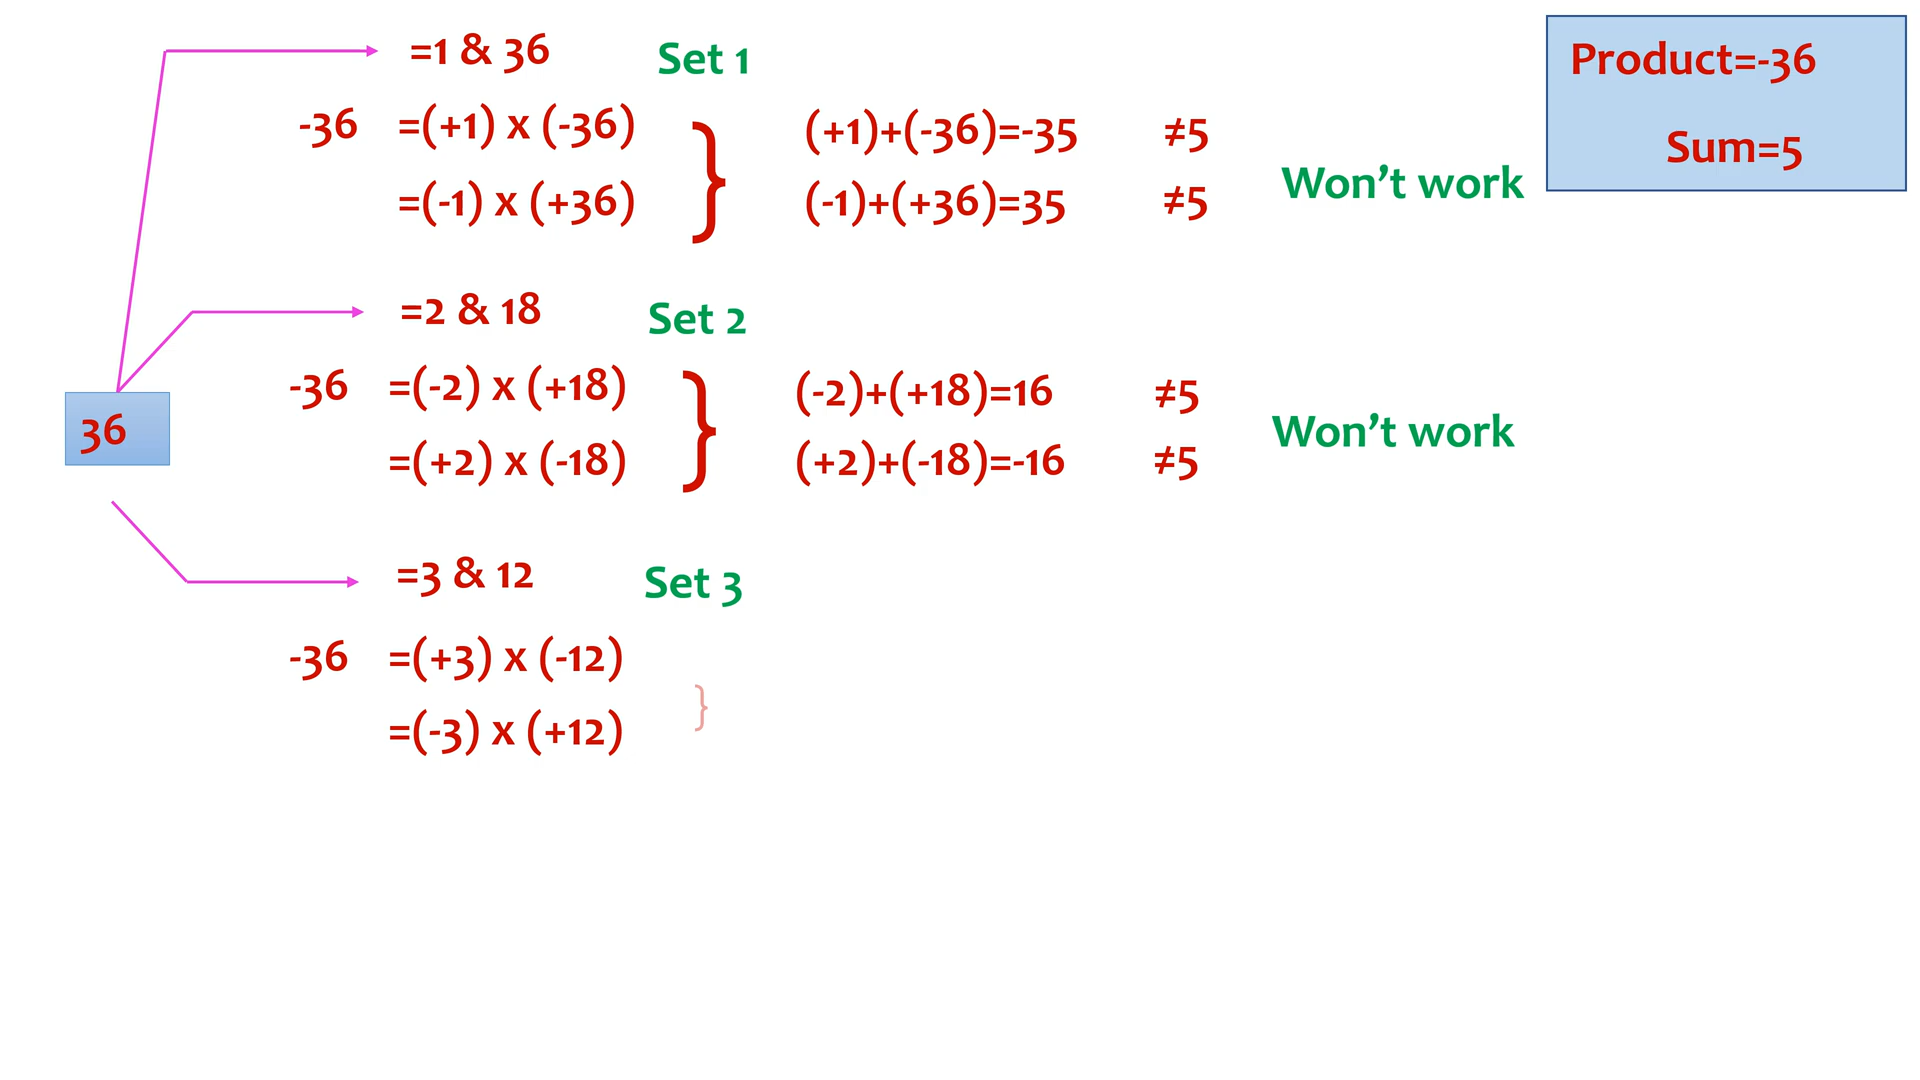 =1 & 36 Set 1
-36 =(+1) x (-36) } (+1)+(-36)=-35 ≠5
=(-1) x (+36) (-1)+(+36)=35 ≠5
Won't work
Product=-36
Sum=5
=2 & 18 Set 2
-36 =(-2) x (+18) } (-2)+(+18)=16 ≠5
=(+2) x (-18) (+2)+(-18)=-16 ≠5
Won't work
36
=3 & 12 Set 3
-36 =(+3) x (-12) }
=(-3) x (+12)